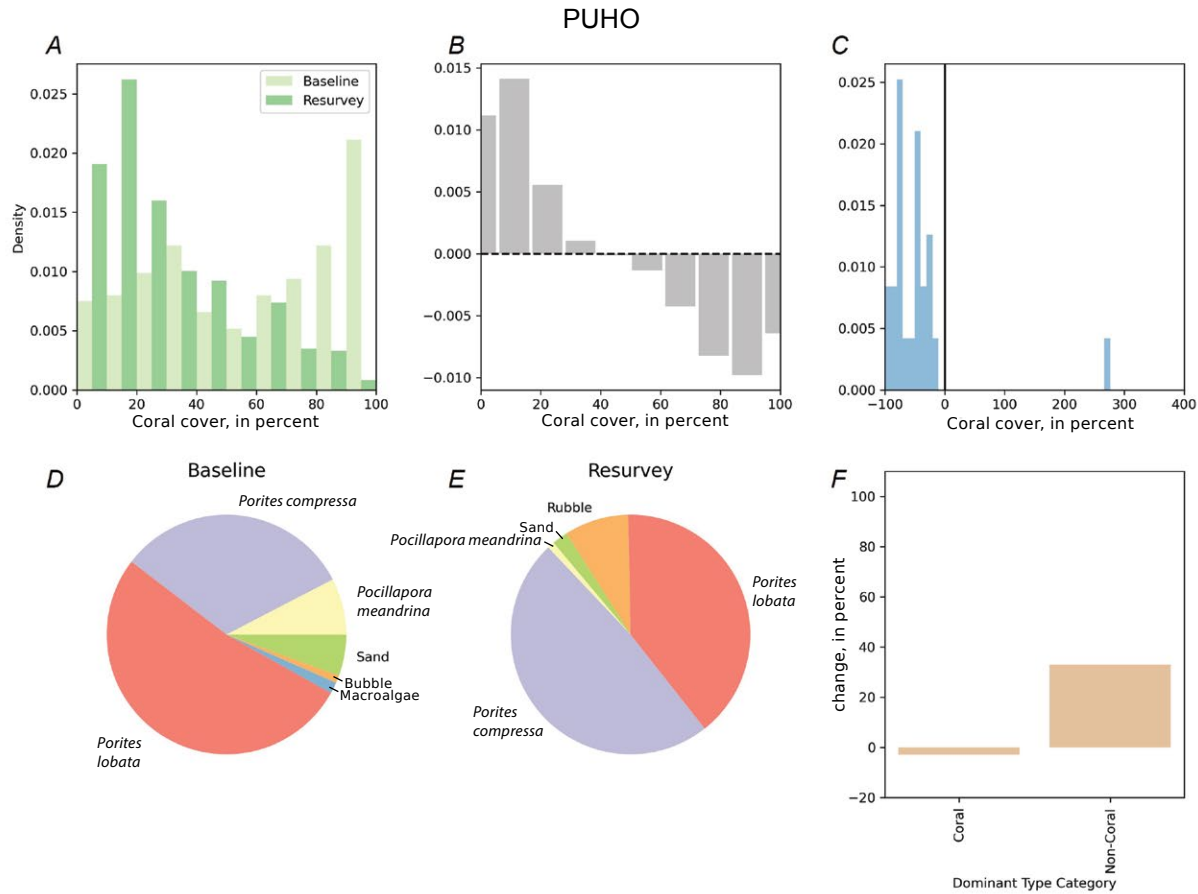 PUHO
A
Baseline
Resurvey
0.025
0.020
0.015
0.010
0.005
0.000
Density
0 20 40 60 80 100
Coral cover, in percent
B
0.015
0.010
0.005
0.000
−0.005
−0.010
0 20 40 60 80 100
Coral cover, in percent
C
0.025
0.020
0.015
0.010
0.005
0.000
−100 0 100 200 300 400
Coral cover, in percent
D
Baseline
Porites compressa
Pocillapora
meandrina
Sand
Bubble
Macroalgae
Porites
lobata
E
Resurvey
Rubble
Sand
Pocillapora meandrina
Porites
lobata
Porites
compressa
F
100
80
60
40
20
0
−20
change, in percent
Coral
Non-Coral
Dominant Type Category